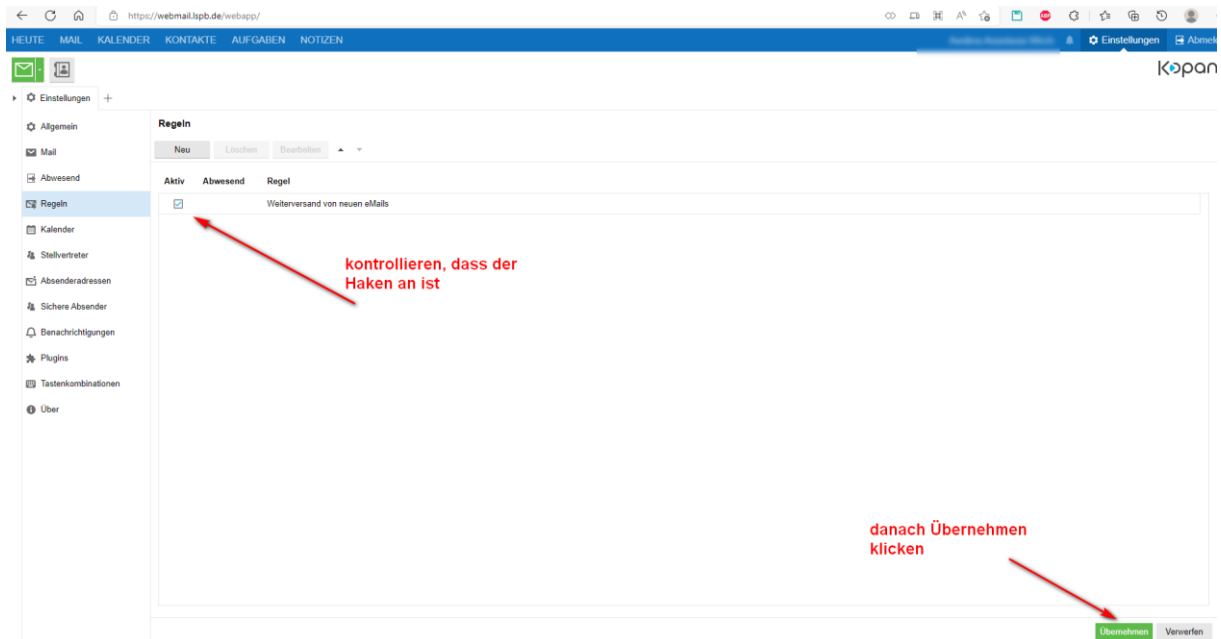 https://webmail.lspb.de/webapp/
HEUTE MAIL KALENDER KONTAKTE AUFGABEN NOTIZEN
Einstellungen Abmel
Kopan
Einstellungen
Allgemein
Mail
Abwesend
Regeln
Kalender
Stellvertreter
Absenderadressen
Sichere Absender
Benachrichtigungen
Plugins
Tastenkombinationen
Über
Regeln
Neu Löschen Bearbeiten
Aktiv Abwesend Regel
Weiterversand von neuen eMails
kontrollieren, dass der
Haken an ist
danach Übernehmen
klicken
Übernehmen Verwerfen